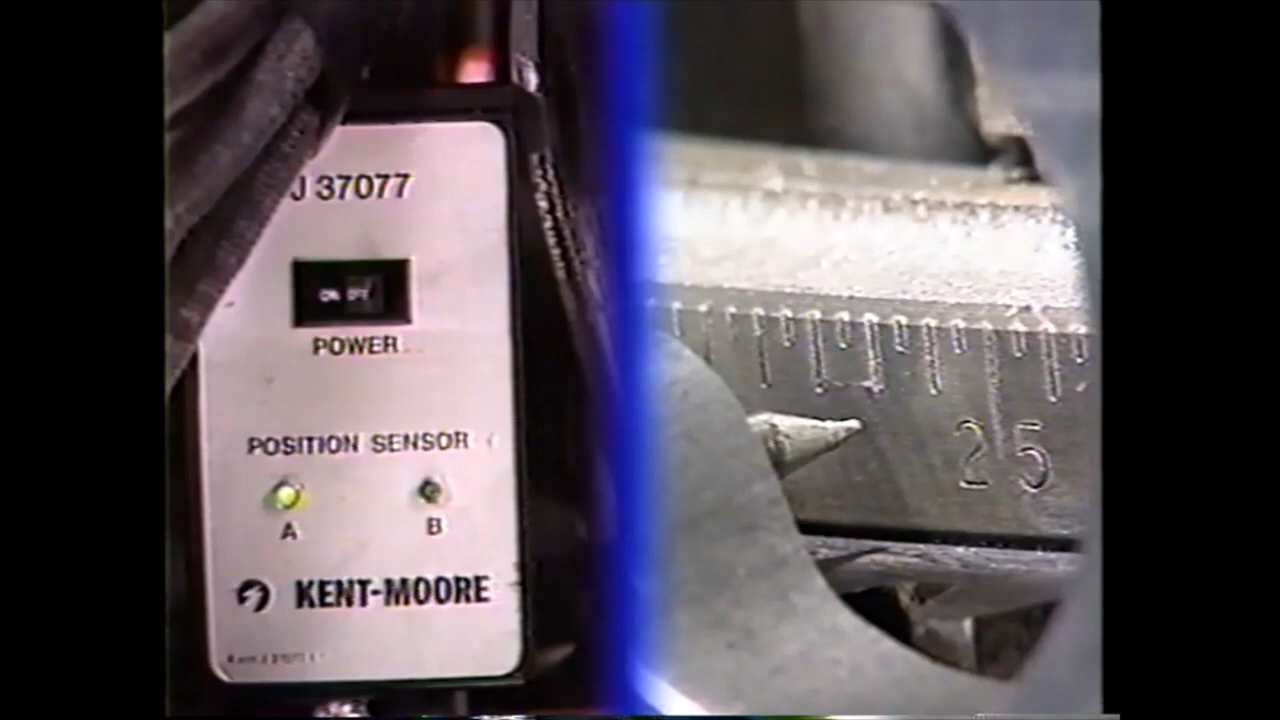 J 37077
ON OFF
POWER
POSITION SENSOR
A B
KENT-MOORE
25